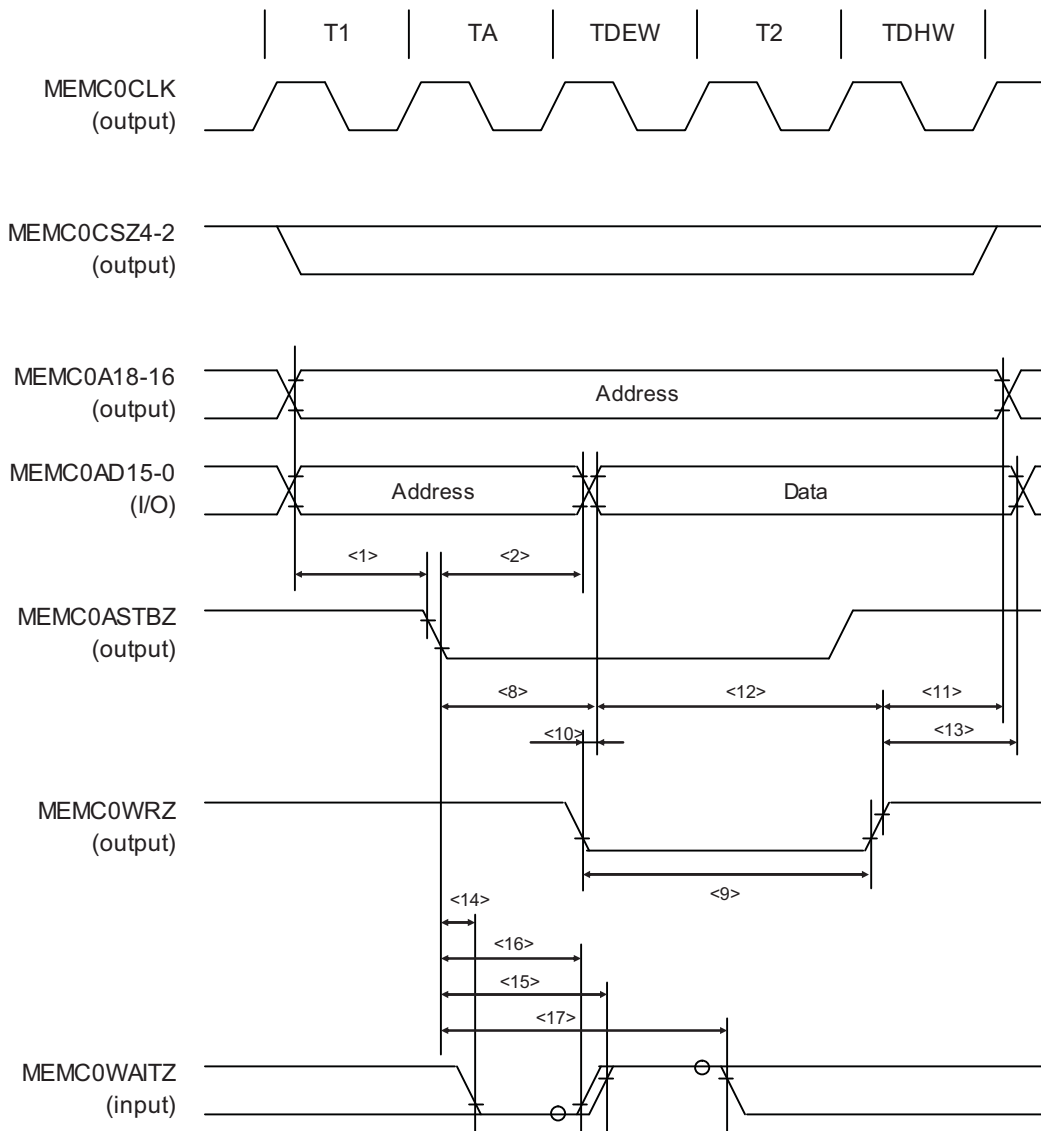 T1 TA TDEW T2 TDHW
MEMC0CLK
(output)
MEMC0CSZ4-2
(output)
MEMC0A18-16
(output)
Address
MEMC0AD15-0
(I/O)
Address Data
<1> <2>
MEMC0ASTBZ
(output)
<8> <12> <11>
<10> <13>
MEMC0WRZ
(output)
<9>
<14>
<16>
<15>
<17>
MEMC0WAITZ
(input)